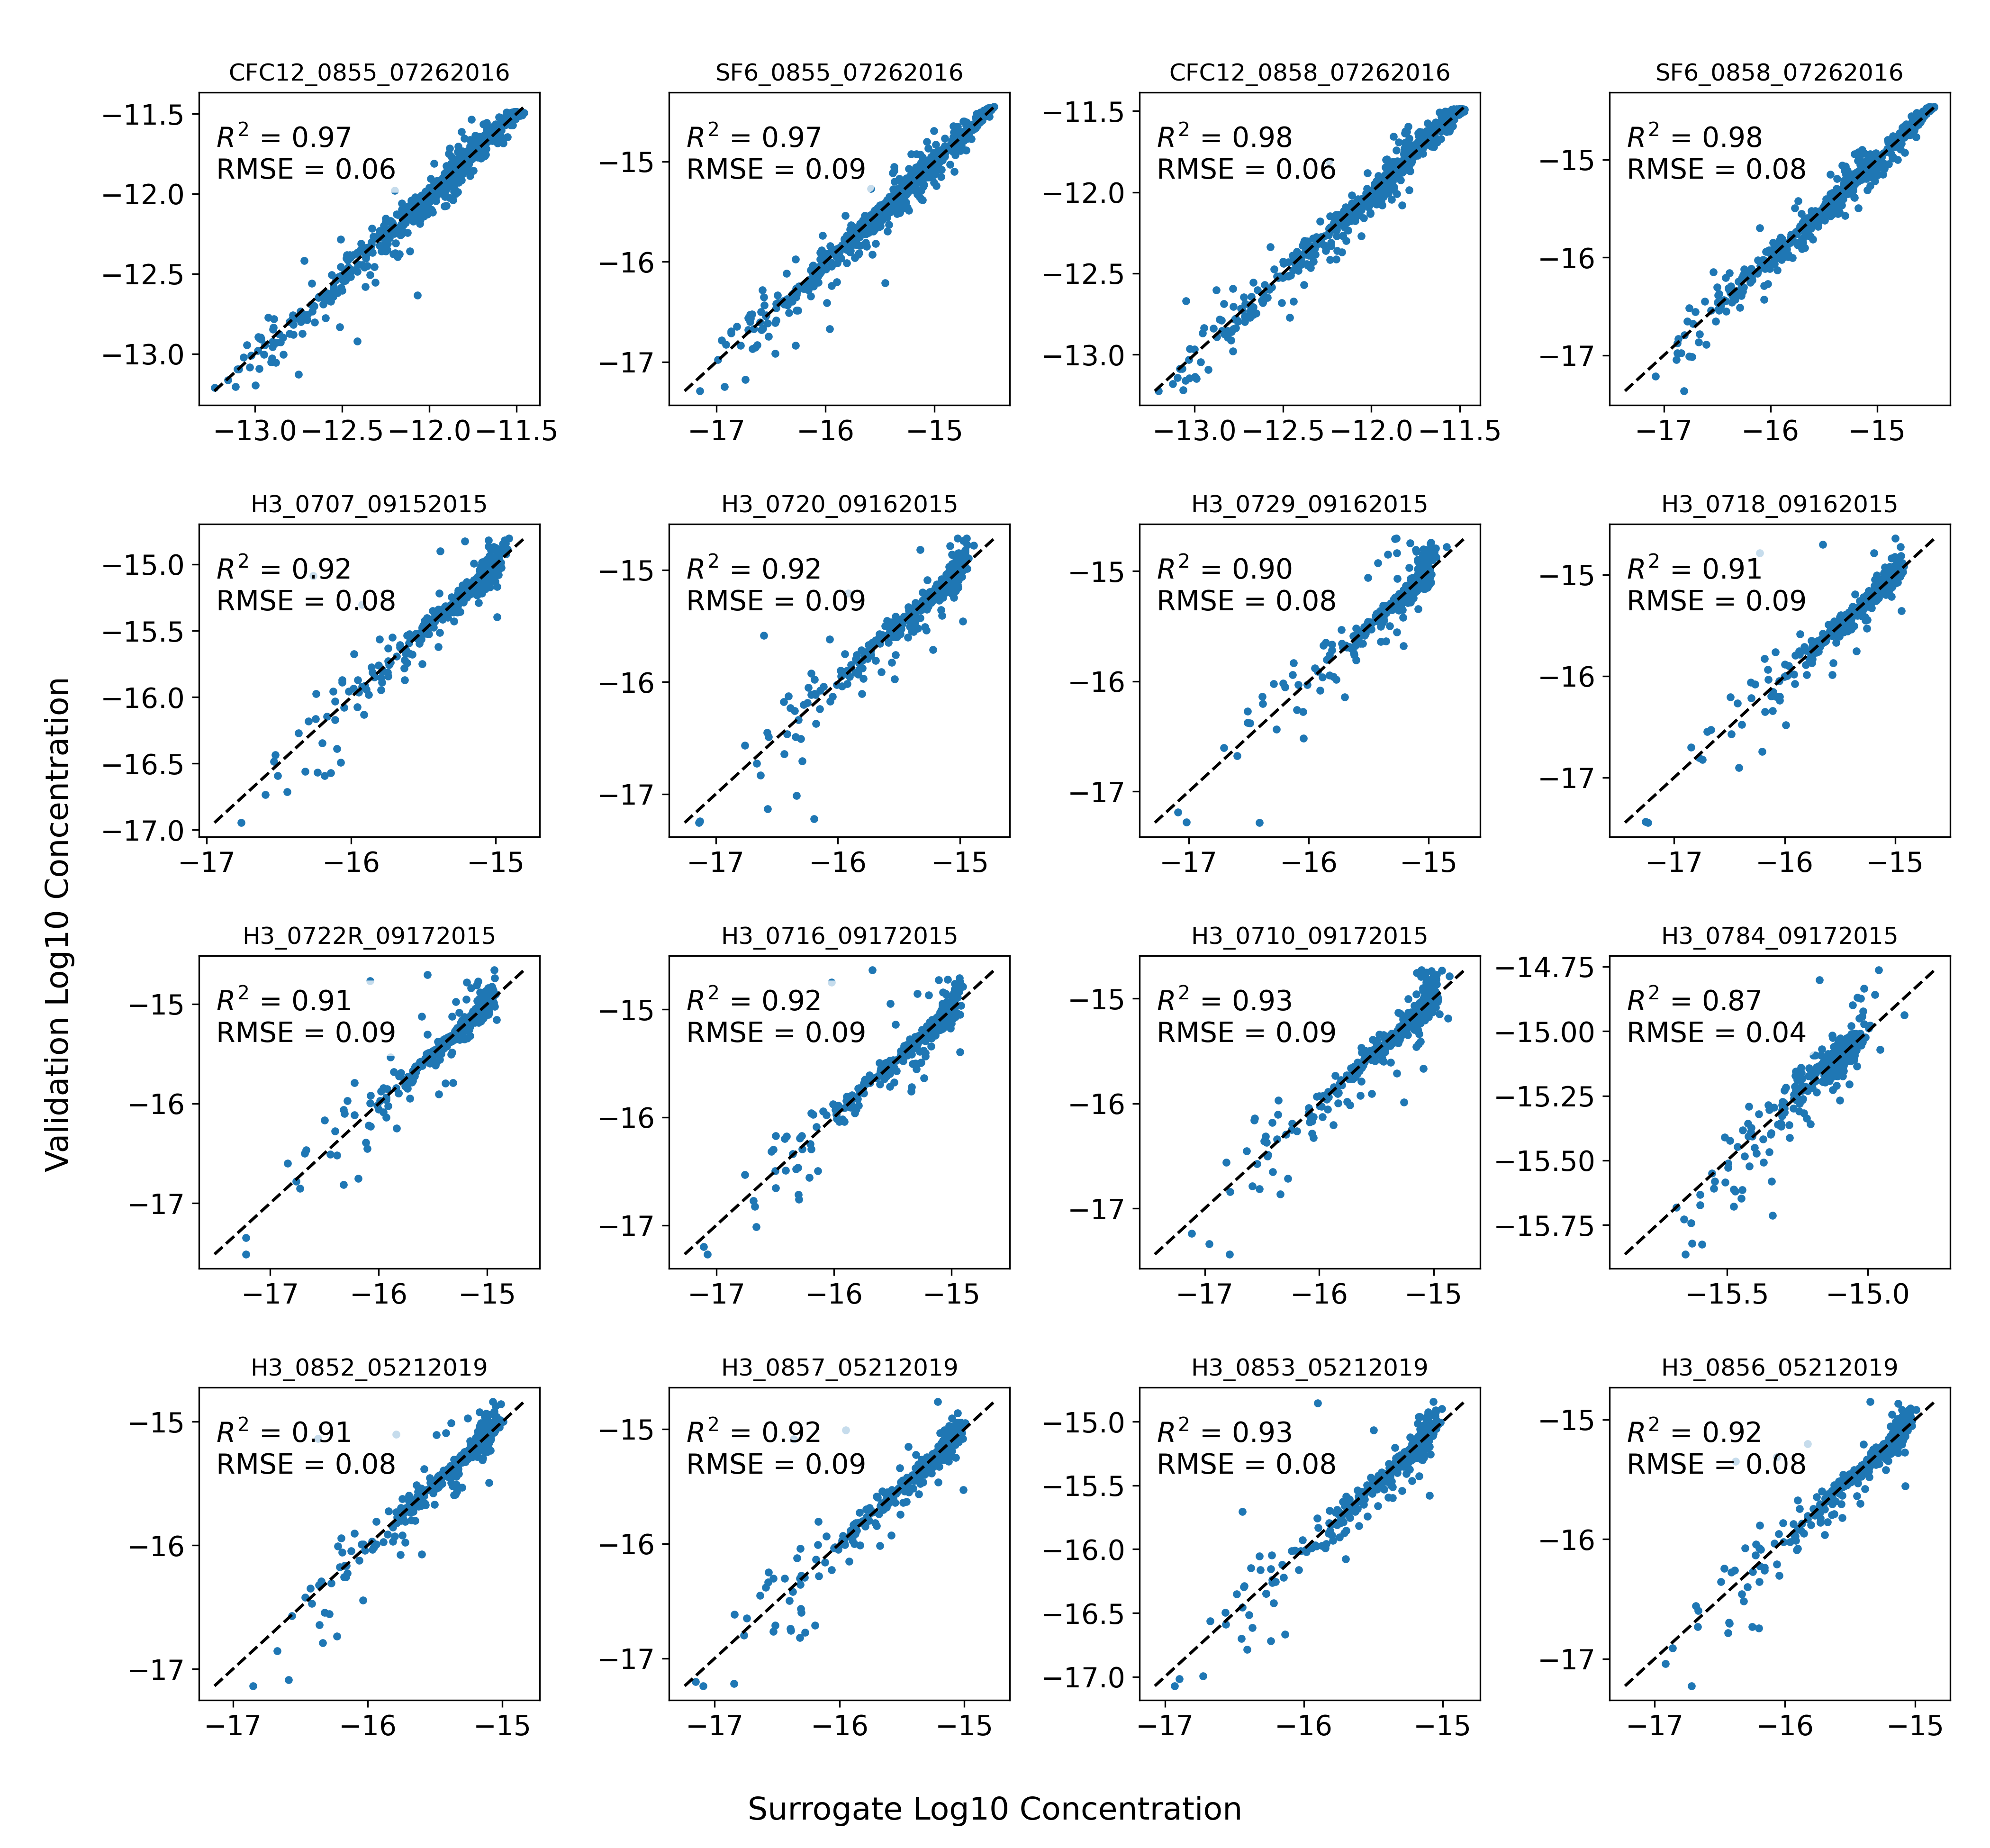 CFC12_0855_07262016
R² = 0.97
RMSE = 0.06
−11.5
−12.0
−12.5
−13.0
−13.0 −12.5 −12.0 −11.5
SF6_0855_07262016
R² = 0.97
RMSE = 0.09
−15
−16
−17
−17 −16 −15
CFC12_0858_07262016
R² = 0.98
RMSE = 0.06
−11.5
−12.0
−12.5
−13.0
−13.0 −12.5 −12.0 −11.5
SF6_0858_07262016
R² = 0.98
RMSE = 0.08
−15
−16
−17
−17 −16 −15
H3_0707_09152015
R² = 0.92
RMSE = 0.08
−15.0
−15.5
−16.0
−16.5
−17.0
−17 −16 −15
H3_0720_09162015
R² = 0.92
RMSE = 0.09
−15
−16
−17
−17 −16 −15
H3_0729_09162015
R² = 0.90
RMSE = 0.08
−15
−16
−17
−17 −16 −15
H3_0718_09162015
R² = 0.91
RMSE = 0.09
−15
−16
−17
−17 −16 −15
H3_0722R_09172015
R² = 0.91
RMSE = 0.09
−15
−16
−17
−17 −16 −15
H3_0716_09172015
R² = 0.92
RMSE = 0.09
−15
−16
−17
−17 −16 −15
H3_0710_09172015
R² = 0.93
RMSE = 0.09
−15
−16
−17
−17 −16 −15
H3_0784_09172015
R² = 0.87
RMSE = 0.04
−14.75
−15.00
−15.25
−15.50
−15.75
−15.5 −15.0
H3_0852_05212019
R² = 0.91
RMSE = 0.08
−15
−16
−17
−17 −16 −15
H3_0857_05212019
R² = 0.92
RMSE = 0.09
−15
−16
−17
−17 −16 −15
H3_0853_05212019
R² = 0.93
RMSE = 0.08
−15.0
−15.5
−16.0
−16.5
−17.0
−17 −16 −15
H3_0856_05212019
R² = 0.92
RMSE = 0.08
−15
−16
−17
−17 −16 −15
Validation Log10 Concentration
Surrogate Log10 Concentration